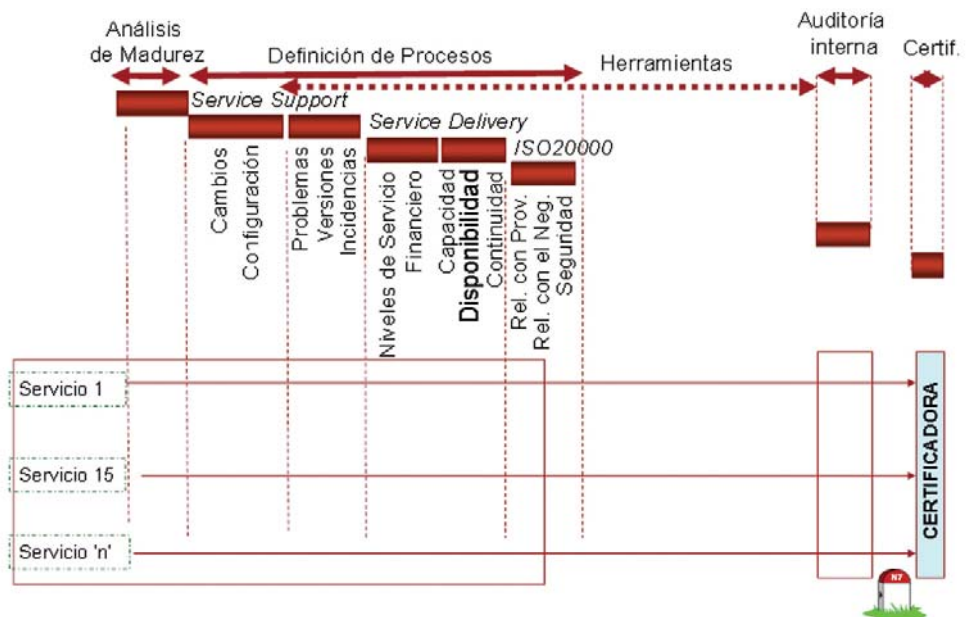 Análisis
de Madurez
Definición de Procesos
Herramientas
Auditoría
interna
Certif.
Service Support
Service Delivery
ISO20000
Cambios
Configuración
Problemas
Versiones
Incidencias
Niveles de Servicio
Financiero
Capacidad
Disponibilidad
Continuidad
Rel. con Prov.
Rel. con el Neg.
Seguridad
Servicio 1
Servicio 15
Servicio 'n'
CERTIFICADORA
N7